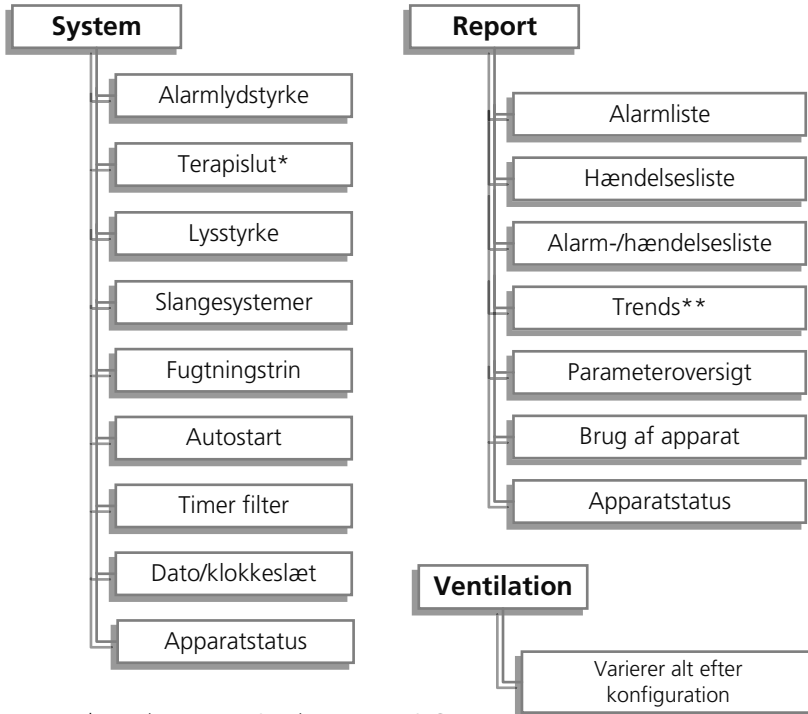 System
Alarmlydstyrke
Terapislut*
Lysstyrke
Slangesystemer
Fugtningstrin
Autostart
Timer filter
Dato/klokkeslæt
Apparatstatus
Report
Alarmliste
Hændelsesliste
Alarm-/hændelsesliste
Trends**
Parameteroversigt
Brug af apparat
Apparatstatus
Ventilation
Varierer alt efter
konfiguration